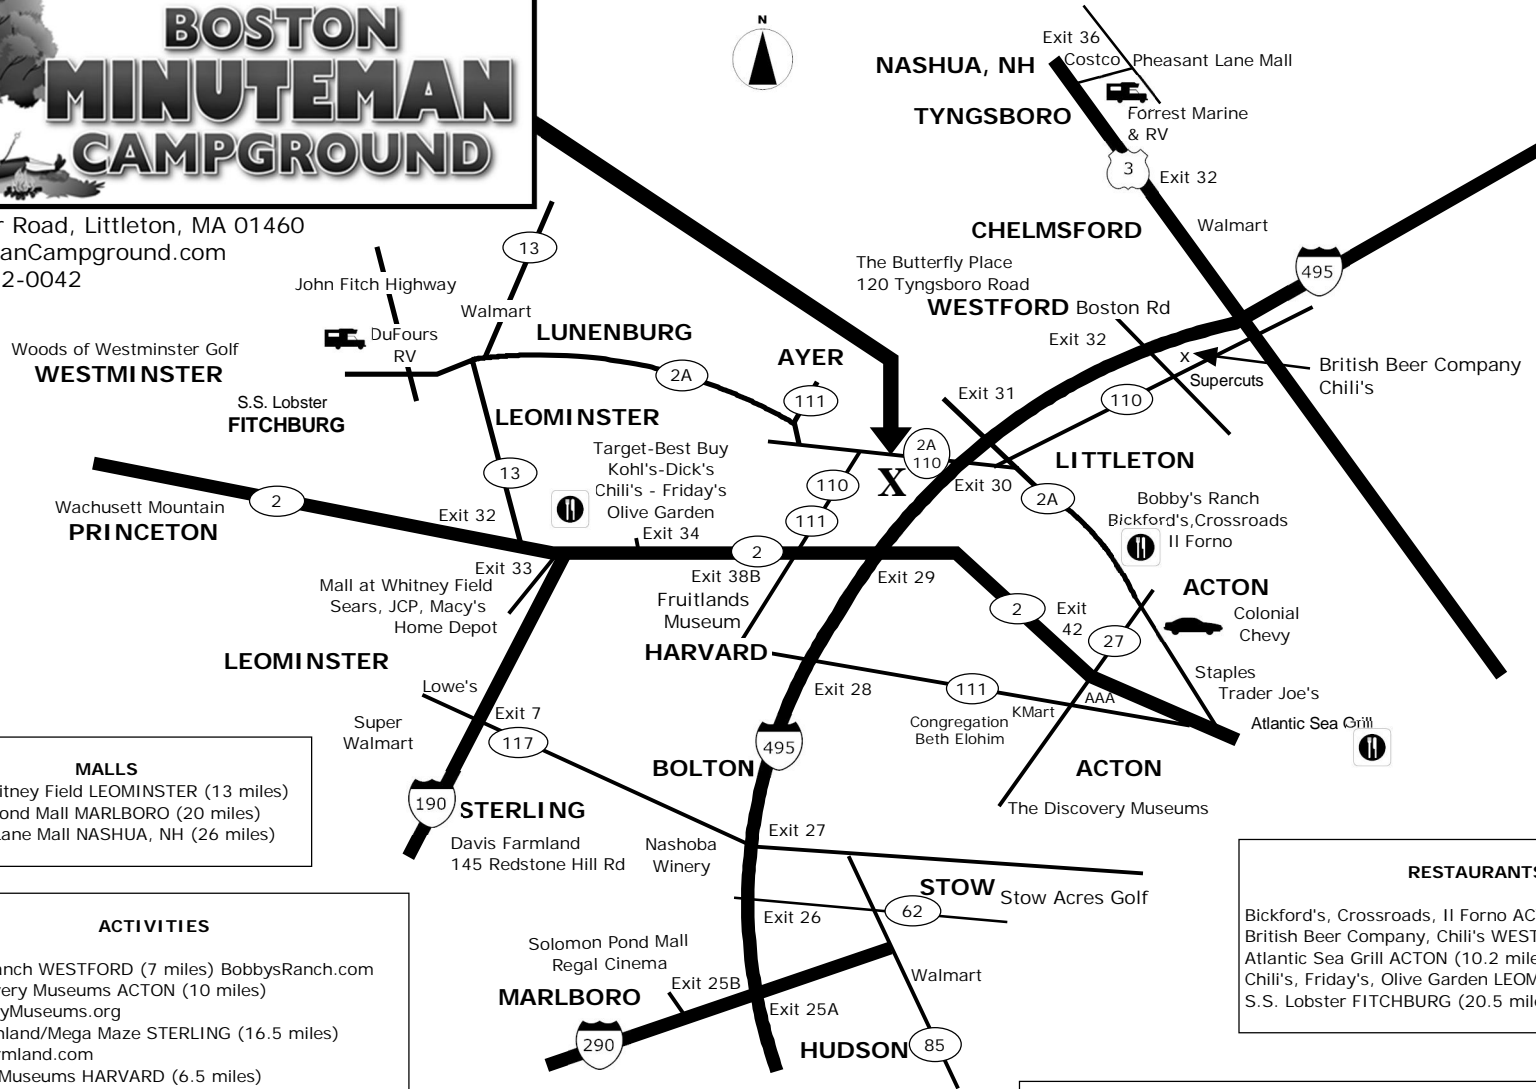 BOSTON
MINUTEMAN
CAMPGROUND
Road, Littleton, MA 01460
anCampground.com
2-0042
N
Exit 36
NASHUA, NH
Costco
Pheasant Lane Mall
TYNGSBORO
Forrest Marine
& RV
3
Exit 32
CHELMSFORD
Walmart
495
The Butterfly Place
120 Tyngsboro Road
WESTFORD
Boston Rd
Exit 32
x
Supercuts
British Beer Company
Chili's
110
13
John Fitch Highway
Walmart
DuFours
RV
LUNENBURG
2A
AYER
111
Woods of Westminster Golf
WESTMINSTER
S.S. Lobster
FITCHBURG
LEOMINSTER
Exit 31
2A
110
X
Exit 30
LITTLETON
2A
Bobby's Ranch
Bickford's,Crossroads
Il Forno
Target-Best Buy
Kohl's-Dick's
Chili's - Friday's
Olive Garden
Exit 34
13
110
111
Wachusett Mountain
PRINCETON
2
Exit 32
Exit 33
2
Exit 38B
Exit 29
Fruitlands
Museum
HARVARD
Mall at Whitney Field
Sears, JCP, Macy's
Home Depot
2
Exit
42
27
ACTON
Colonial
Chevy
Staples
Trader Joe's
Atlantic Sea Grill
LEOMINSTER
Lowe's
Exit 7
117
Super
Walmart
Exit 28
111
Congregation
Beth Elohim
KMart
AAA
495
BOLTON
ACTON
The Discovery Museums
190
STERLING
Davis Farmland
145 Redstone Hill Rd
Nashoba
Winery
Exit 27
STOW
Stow Acres Golf
62
Exit 26
Solomon Pond Mall
Regal Cinema
Exit 25B
MARLBORO
Exit 25A
290
Walmart
HUDSON
85
MALLS
itney Field LEOMINSTER (13 miles)
ond Mall MARLBORO (20 miles)
Lane Mall NASHUA, NH (26 miles)
ACTIVITIES
anch WESTFORD (7 miles) BobbysRanch.com
very Museums ACTON (10 miles)
yMuseums.org
mland/Mega Maze STERLING (16.5 miles)
rmland.com
Museums HARVARD (6.5 miles)
RESTAURANTS
Bickford's, Crossroads, Il Forno AC
British Beer Company, Chili's WEST
Atlantic Sea Grill ACTON (10.2 mile
Chili's, Friday's, Olive Garden LEOM
S.S. Lobster FITCHBURG (20.5 mil